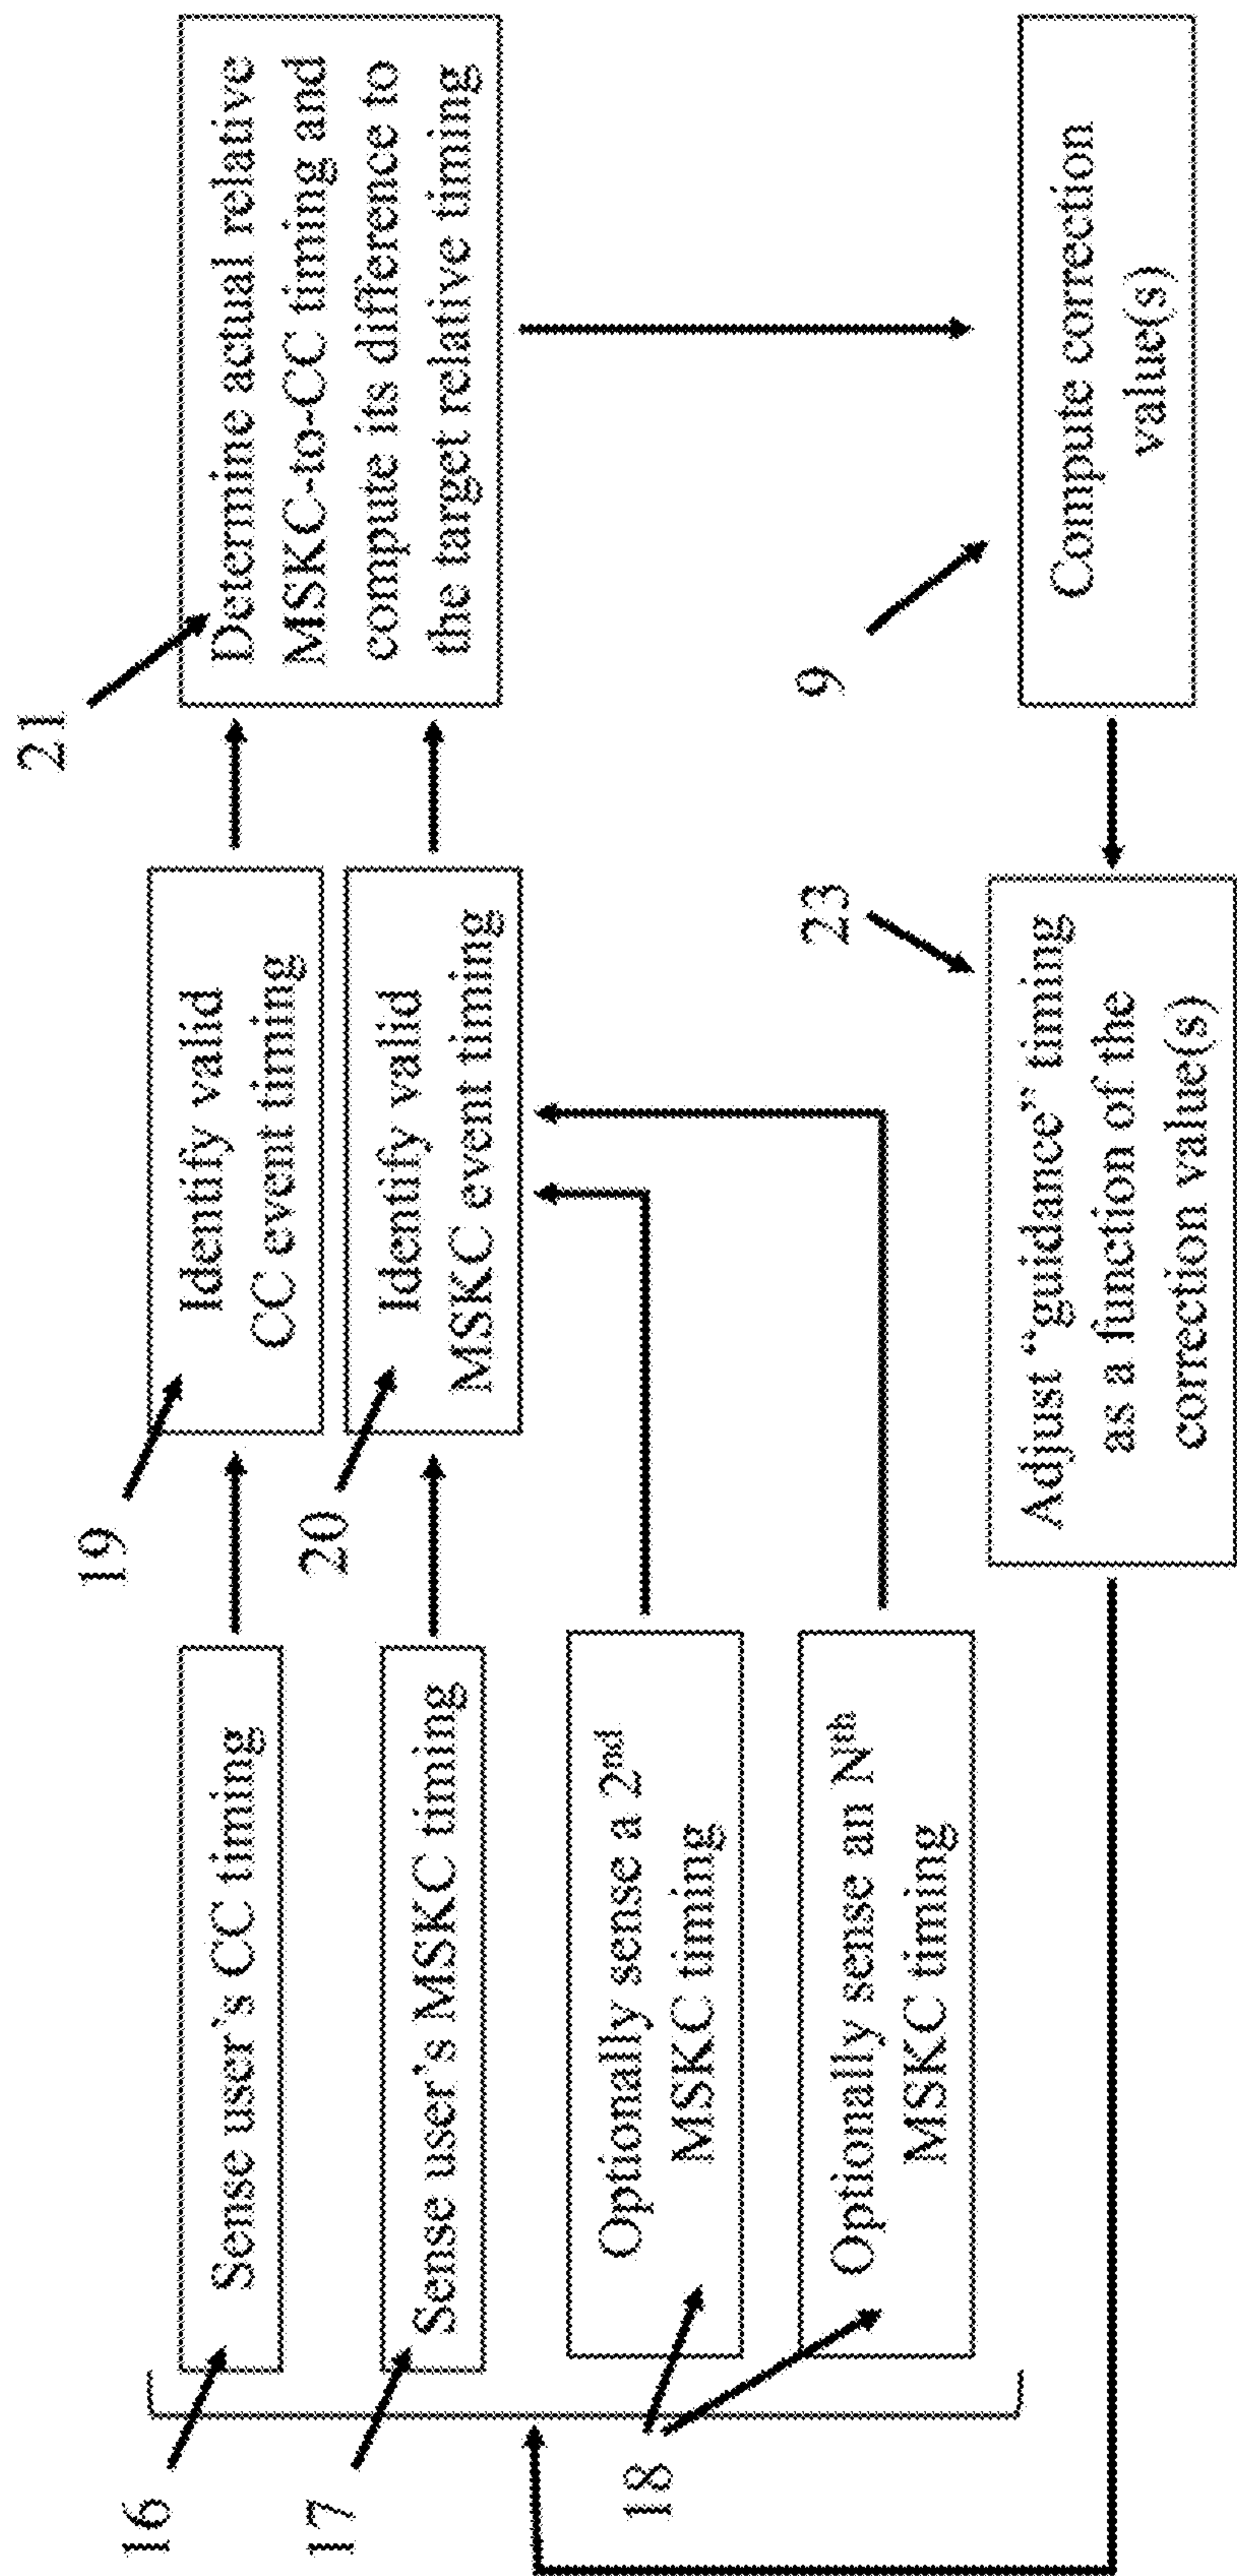 16
Sense user's CC timing
17
Sense user's MSKC timing
18
Optionally sense a 2nd
MSKC timing
Optionally sense an Nth
MSKC timing
19
Identify valid
CC event timing
20
Identify valid
MSKC event timing
21
Determine actual relative
MSKC-to-CC timing and
compute its difference to
the target relative timing
9
Compute correction
value(s)
23
Adjust “guidance” timing
as a function of the
correction value(s)